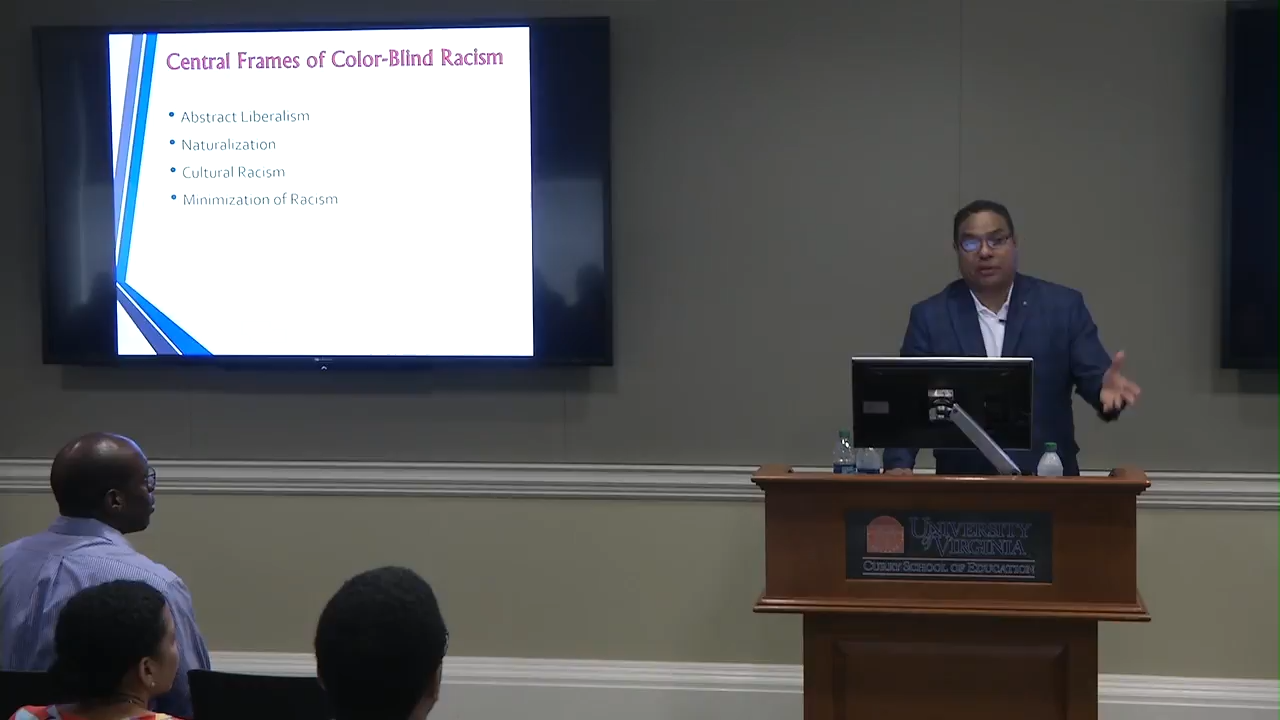 Central Frames of Color-Blind Racism
• Abstract Liberalism
• Naturalization
• Cultural Racism
• Minimization of Racism
UNIVERSITY
of VIRGINIA
CURRY SCHOOL OF EDUCATION